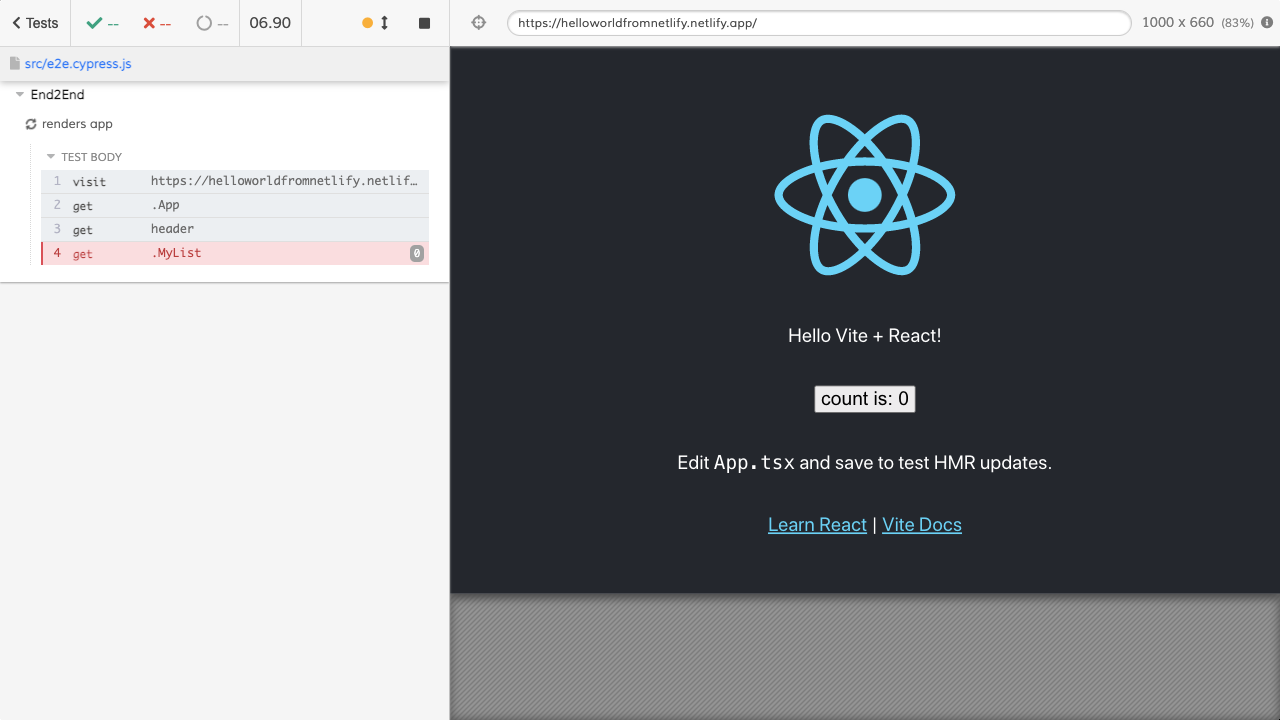 Tests -- -- -- 06.90
https://helloworldfromnetlify.netlify.app/ 1000 x 660 (83%)
src/e2e.cypress.js
End2End
renders app
TEST BODY
1 visit https://helloworldfromnetlify.netlif…
2 get .App
3 get header
4 get .MyList 0
Hello Vite + React!
count is: 0
Edit App.tsx and save to test HMR updates.
Learn React | Vite Docs